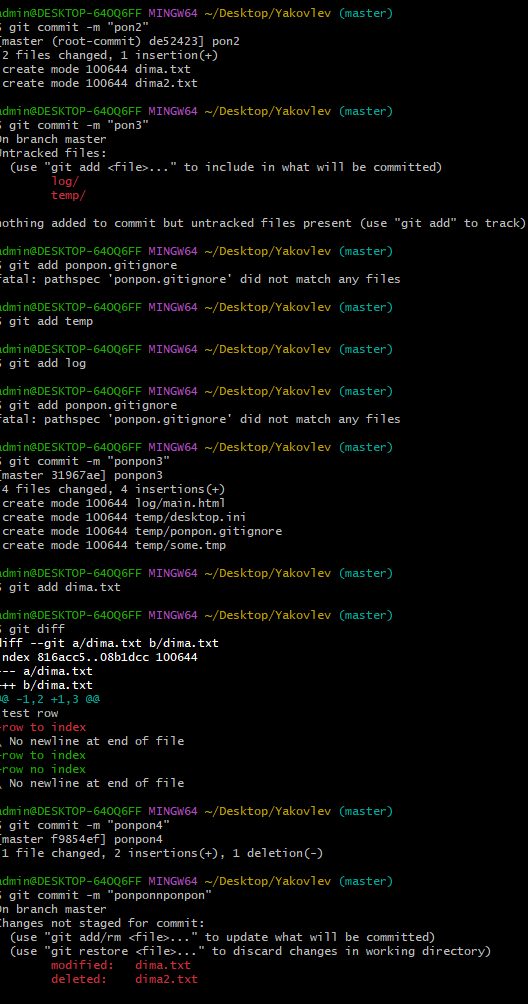 admin@DESKTOP-64OQ6FF MINGW64 ~/Desktop/Yakovlev (master)
$ git commit -m "pon2"
[master (root-commit) de52423] pon2
2 files changed, 1 insertion(+)
create mode 100644 dima.txt
create mode 100644 dima2.txt
admin@DESKTOP-64OQ6FF MINGW64 ~/Desktop/Yakovlev (master)
$ git commit -m "pon3"
On branch master
Untracked files:
(use "git add <file>..." to include in what will be committed)
log/
temp/
nothing added to commit but untracked files present (use "git add" to track)
admin@DESKTOP-64OQ6FF MINGW64 ~/Desktop/Yakovlev (master)
$ git add ponpon.gitignore
fatal: pathspec 'ponpon.gitignore' did not match any files
admin@DESKTOP-64OQ6FF MINGW64 ~/Desktop/Yakovlev (master)
$ git add temp
admin@DESKTOP-64OQ6FF MINGW64 ~/Desktop/Yakovlev (master)
$ git add log
admin@DESKTOP-64OQ6FF MINGW64 ~/Desktop/Yakovlev (master)
$ git add ponpon.gitignore
fatal: pathspec 'ponpon.gitignore' did not match any files
admin@DESKTOP-64OQ6FF MINGW64 ~/Desktop/Yakovlev (master)
$ git commit -m "ponpon3"
[master 31967ae] ponpon3
4 files changed, 4 insertions(+)
create mode 100644 log/main.html
create mode 100644 temp/desktop.ini
create mode 100644 temp/ponpon.gitignore
create mode 100644 temp/some.tmp
admin@DESKTOP-64OQ6FF MINGW64 ~/Desktop/Yakovlev (master)
$ git add dima.txt
admin@DESKTOP-64OQ6FF MINGW64 ~/Desktop/Yakovlev (master)
$ git diff
diff --git a/dima.txt b/dima.txt
index 816acc5..08b1dcc 100644
--- a/dima.txt
+++ b/dima.txt
@@ -1,2 +1,3 @@
test row
-row to index
\ No newline at end of file
+row to index
+row no index
\ No newline at end of file
admin@DESKTOP-64OQ6FF MINGW64 ~/Desktop/Yakovlev (master)
$ git commit -m "ponpon4"
[master f9854ef] ponpon4
1 file changed, 2 insertions(+), 1 deletion(-)
admin@DESKTOP-64OQ6FF MINGW64 ~/Desktop/Yakovlev (master)
$ git commit -m "ponponnponpon"
On branch master
Changes not staged for commit:
(use "git add/rm <file>..." to update what will be committed)
(use "git restore <file>..." to discard changes in working directory)
modified: dima.txt
deleted: dima2.txt